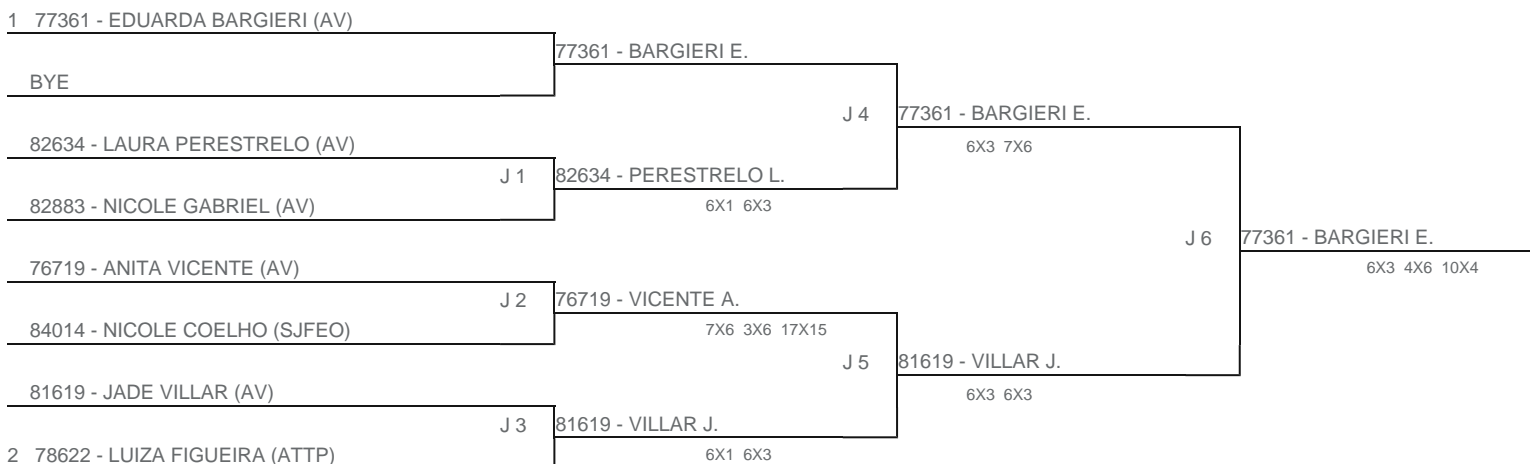 1 77361 - EDUARDA BARGIERI (AV)
77361 - BARGIERI E.
BYE
J 4
77361 - BARGIERI E.
6X3 7X6
82634 - LAURA PERESTRELO (AV)
J 1
82634 - PERESTRELO L.
6X1 6X3
82883 - NICOLE GABRIEL (AV)
J 6
77361 - BARGIERI E.
6X3 4X6 10X4
76719 - ANITA VICENTE (AV)
J 2
76719 - VICENTE A.
7X6 3X6 17X15
84014 - NICOLE COELHO (SJFEO)
J 5
81619 - VILLAR J.
6X3 6X3
81619 - JADE VILLAR (AV)
J 3
81619 - VILLAR J.
6X1 6X3
2 78622 - LUIZA FIGUEIRA (ATTP)